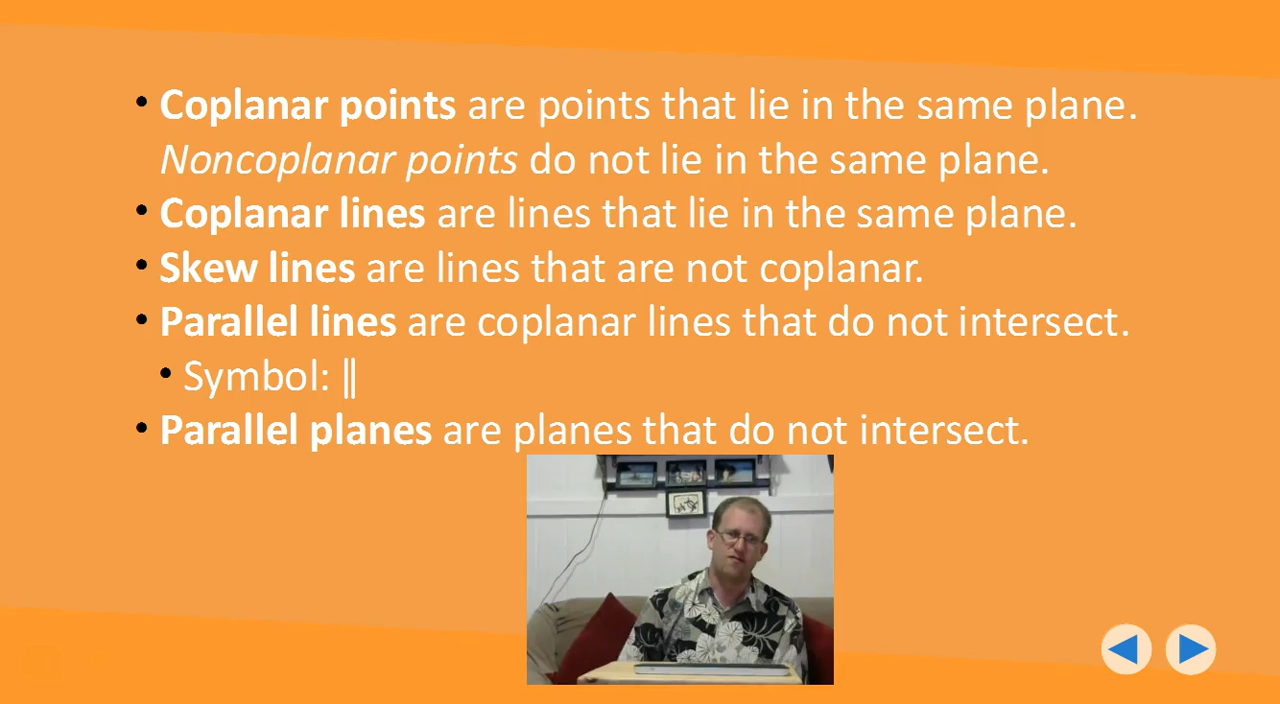 • Coplanar points are points that lie in the same plane.
Noncoplanar points do not lie in the same plane.
• Coplanar lines are lines that lie in the same plane.
• Skew lines are lines that are not coplanar.
• Parallel lines are coplanar lines that do not intersect.
• Symbol: ∥
• Parallel planes are planes that do not intersect.